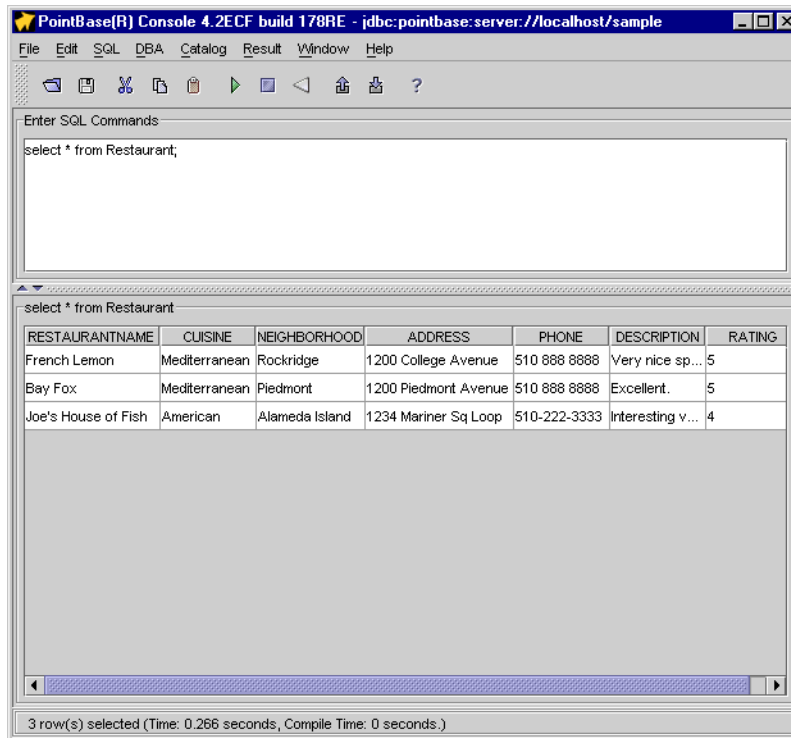 PointBase(R) Console 4.2ECF build 178RE - jdbc:pointbase:server://localhost/sample
File Edit SQL DBA Catalog Result Window Help
?
Enter SQL Commands
select * from Restaurant;
select * from Restaurant
RESTAURANTNAME CUISINE NEIGHBORHOOD ADDRESS PHONE DESCRIPTION RATING
French Lemon Mediterranean Rockridge 1200 College Avenue 510 888 8888 Very nice sp... 5
Bay Fox Mediterranean Piedmont 1200 Piedmont Avenue 510 888 8888 Excellent. 5
Joe's House of Fish American Alameda Island 1234 Mariner Sq Loop 510-222-3333 Interesting v... 4
3 row(s) selected (Time: 0.266 seconds, Compile Time: 0 seconds.)